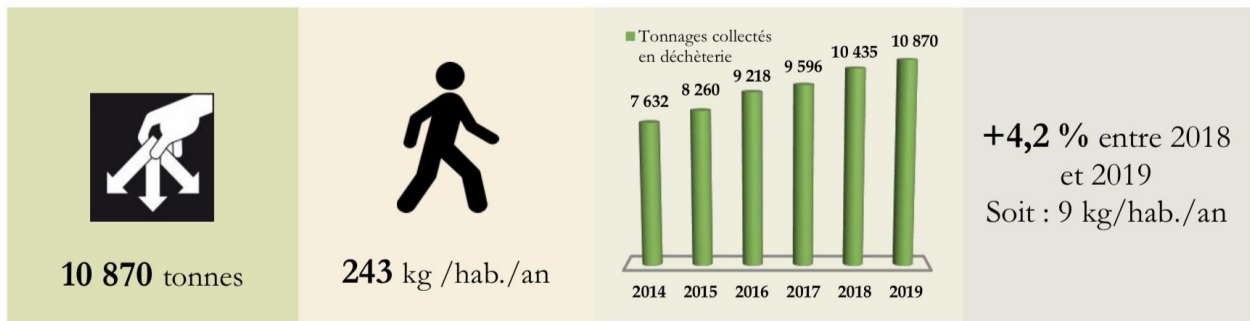 10 870 tonnes
243 kg /hab./an
Tonnages collectés
en déchèterie
7 632
8 260
9 218
9 596
10 435
10 870
2014 2015 2016 2017 2018 2019
+4,2 % entre 2018
et 2019
Soit : 9 kg/hab./an